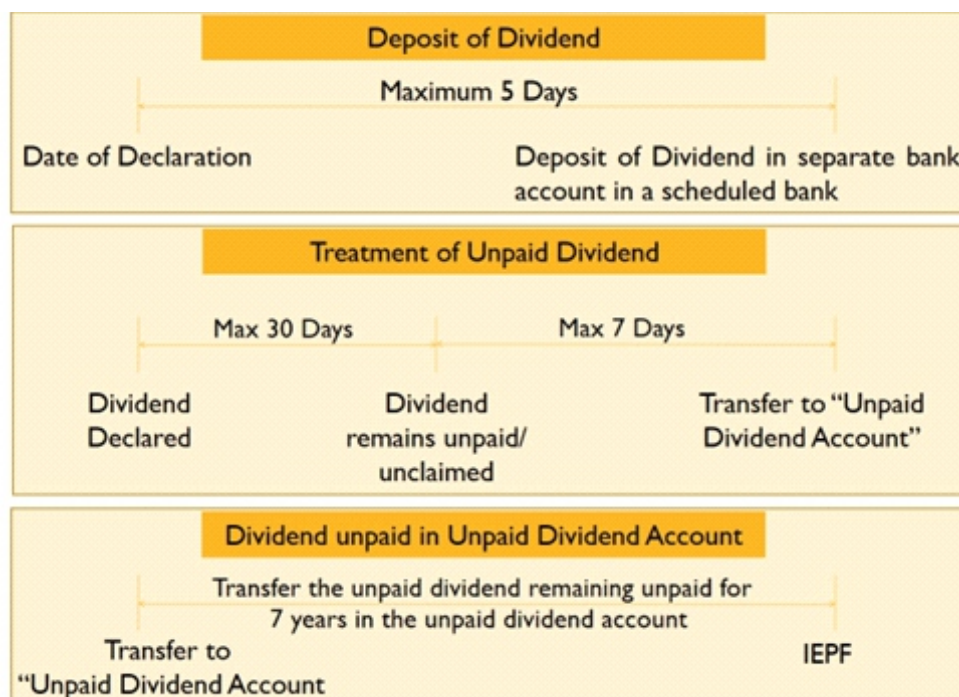 Deposit of Dividend
Maximum 5 Days
Date of Declaration
Deposit of Dividend in separate bank
account in a scheduled bank
Treatment of Unpaid Dividend
Max 30 Days
Max 7 Days
Dividend
Declared
Dividend
remains unpaid/
unclaimed
Transfer to “Unpaid
Dividend Account”
Dividend unpaid in Unpaid Dividend Account
Transfer the unpaid dividend remaining unpaid for
7 years in the unpaid dividend account
Transfer to
“Unpaid Dividend Account
IEPF